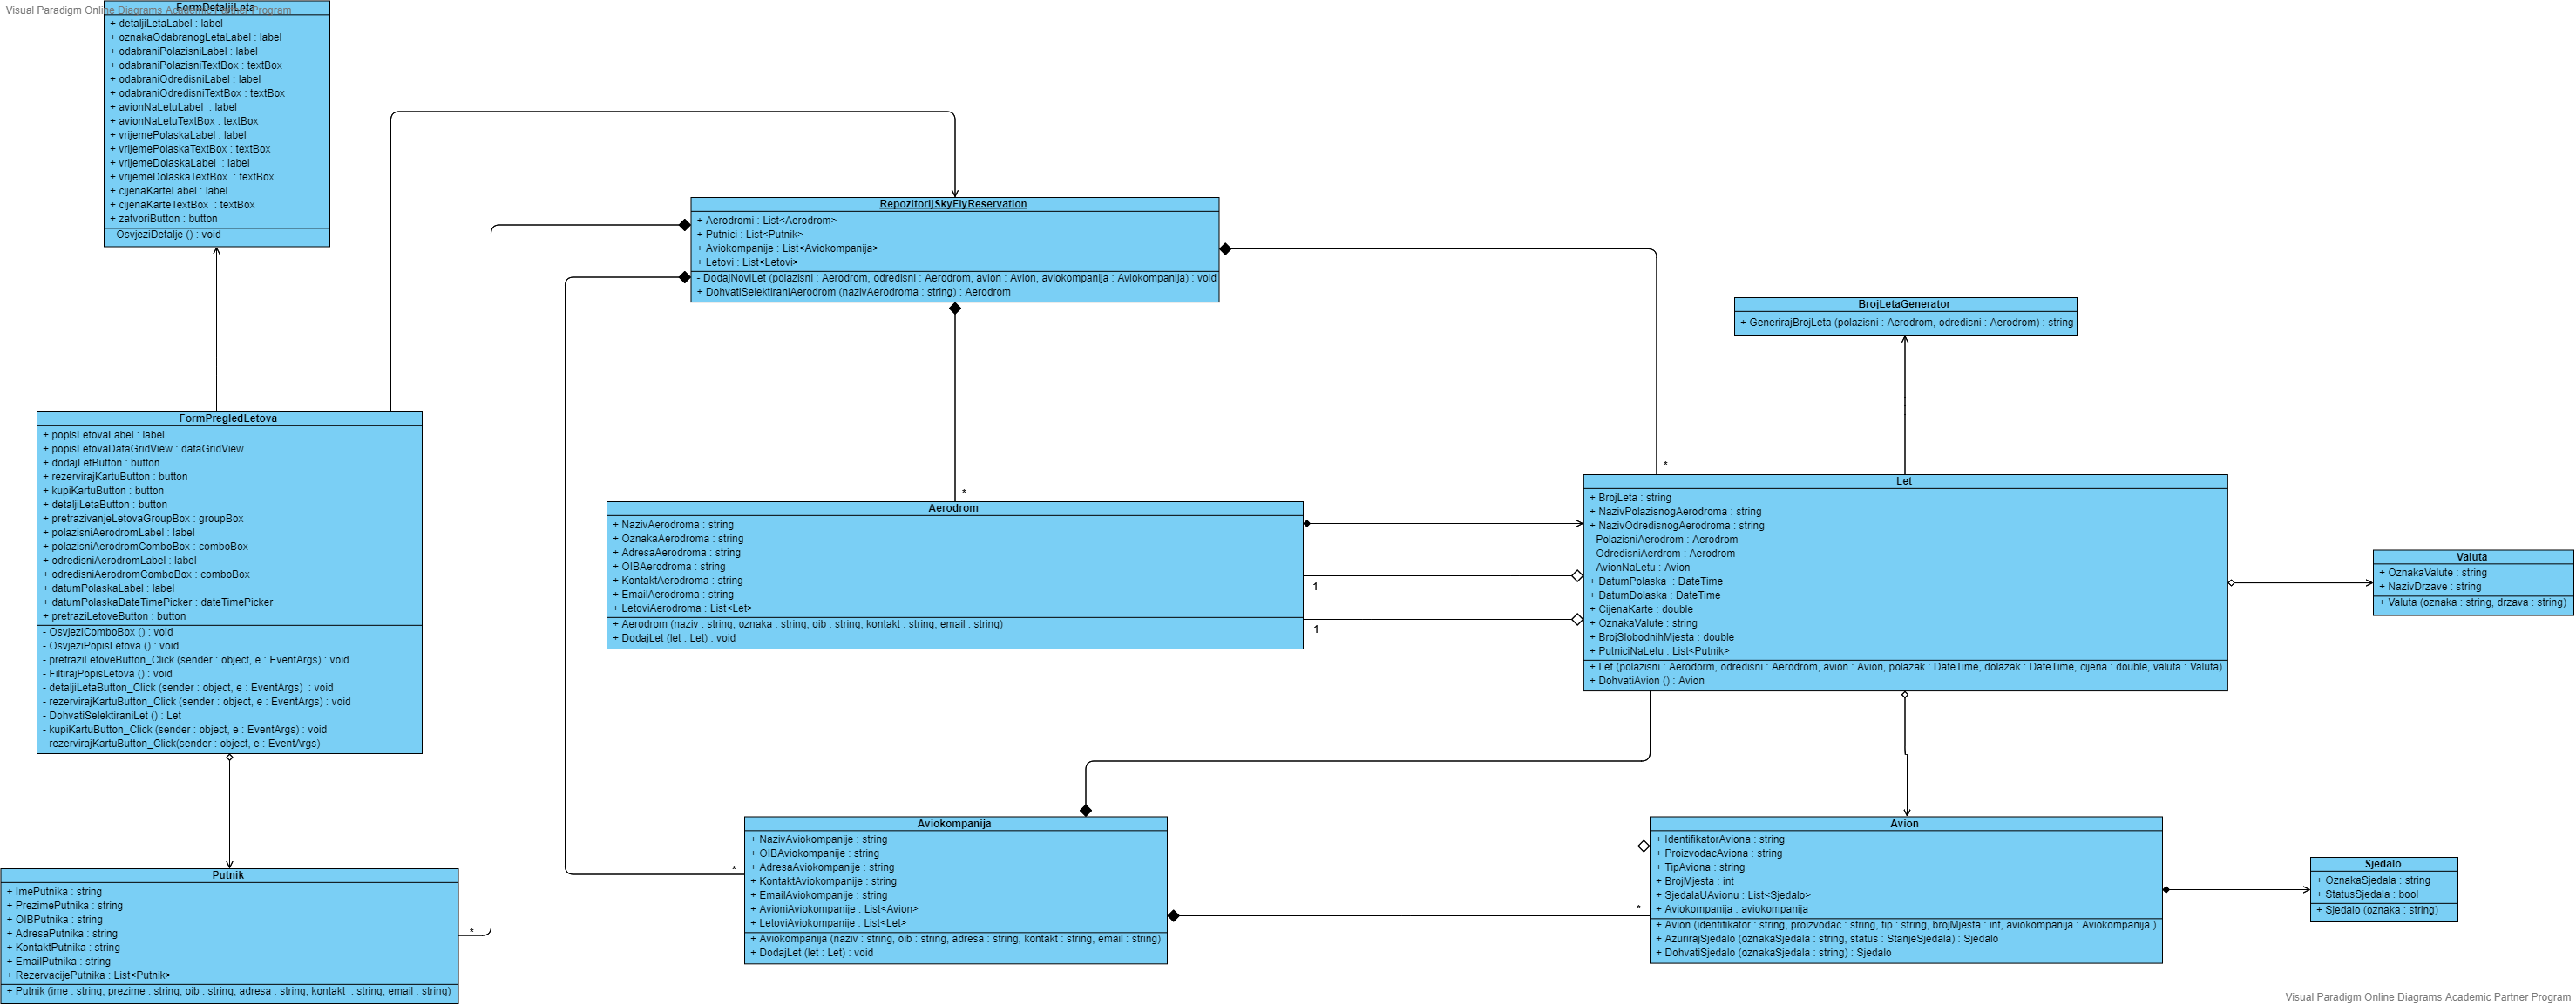 Visual Paradigm Online Diagrams Academic Partner Program
FormDetaljiLeta
+ detaljiLetaLabel : label
+ oznakaOdabranogLetaLabel : label
+ odabraniPolazisniLabel : label
+ odabraniPolazisniTextBox : textBox
+ odabraniOdredisniLabel : label
+ odabraniOdredisniTextBox : textBox
+ avionNaLetuLabel : label
+ avionNaLetuTextBox : textBox
+ vrijemePolaskaLabel : label
+ vrijemePolaskaTextBox : textBox
+ vrijemeDolaskaLabel : label
+ vrijemeDolaskaTextBox : textBox
+ cijenaKarteLabel : label
+ cijenaKarteTextBox : textBox
+ zatvoriButton : button
- OsvjeziDetalje () : void
RepozitorijSkyFlyReservation
+ Aerodromi : List<Aerodrom>
+ Putnici : List<Putnik>
+ Aviokompanije : List<Aviokompanija>
+ Letovi : List<Letovi>
- DodajNoviLet (polazisni : Aerodrom, odredisni : Aerodrom, avion : Avion, aviokompanija : Aviokompanija) : void
+ DohvatiSelektiraniAerodrom (nazivAerodroma : string) : Aerodrom
BrojLetaGenerator
+ GenerirajBrojLeta (polazisni : Aerodrom, odredisni : Aerodrom) : string
FormPregledLetova
+ popisLetovaLabel : label
+ popisLetovaDataGridView : dataGridView
+ dodajLetButton : button
+ rezervirajKartuButton : button
+ kupiKartuButton : button
+ detaljiLetaButton : button
+ pretrazivanjeLetovaGroupBox : groupBox
+ polazisniAerodromLabel : label
+ polazisniAerodromComboBox : comboBox
+ odredisniAerodromLabel : label
+ odredisniAerodromComboBox : comboBox
+ datumPolaskaLabel : label
+ datumPolaskaDateTimePicker : dateTimePicker
+ pretraziLetoveButton : button
- OsvjeziComboBox () : void
- OsvjeziPopisLetova () : void
- pretraziLetoveButton_Click (sender : object, e : EventArgs) : void
- FiltirajPopisLetova () : void
- detaljiLetaButton_Click (sender : object, e : EventArgs) : void
- rezervirajKartuButton_Click (sender : object, e : EventArgs) : void
- DohvatiSelektiraniLet () : Let
- kupiKartuButton_Click (sender : object, e : EventArgs) : void
- rezervirajKartuButton_Click(sender : object, e : EventArgs)
*
*
Aerodrom
+ NazivAerodroma : string
+ OznakaAerodroma : string
+ AdresaAerodroma : string
+ OIBAerodroma : string
+ KontaktAerodroma : string
+ EmailAerodroma : string
+ LetoviAerodroma : List<Let>
+ Aerodrom (naziv : string, oznaka : string, oib : string, kontakt : string, email : string)
+ DodajLet (let : Let) : void
1
1
Let
+ BrojLeta : string
+ NazivPolazisnogAerodroma : string
+ NazivOdredisnogAerodroma : string
- PolazisniAerodrom : Aerodrom
- OdredisniAerdrom : Aerodrom
- AvionNaLetu : Avion
+ DatumPolaska : DateTime
+ DatumDolaska : DateTime
+ CijenaKarte : double
+ OznakaValute : string
+ BrojSlobodnihMjesta : double
+ PutniciNaLetu : List<Putnik>
+ Let (polazisni : Aerodorm, odredisni : Aerodrom, avion : Avion, polazak : DateTime, dolazak : DateTime, cijena : double, valuta : Valuta)
+ DohvatiAvion () : Avion
Valuta
+ OznakaValute : string
+ NazivDrzave : string
+ Valuta (oznaka : string, drzava : string)
Putnik
+ ImePutnika : string
+ PrezimePutnika : string
+ OIBPutnika : string
+ AdresaPutnika : string
+ KontaktPutnika : string
+ EmailPutnika : string
+ RezervacijePutnika : List<Putnik>
+ Putnik (ime : string, prezime : string, oib : string, adresa : string, kontakt : string, email : string)
*
*
Aviokompanija
+ NazivAviokompanije : string
+ OIBAviokompanije : string
+ AdresaAviokompanije : string
+ KontaktAviokompanije : string
+ EmailAviokompanije : string
+ AvioniAviokompanije : List<Avion>
+ LetoviAviokompanije : List<Let>
+ Aviokompanija (naziv : string, oib : string, adresa : string, kontakt : string, email : string)
+ DodajLet (let : Let) : void
*
Avion
+ IdentifikatorAviona : string
+ ProizvodacAviona : string
+ TipAviona : string
+ BrojMjesta : int
+ SjedalaUAvionu : List<Sjedalo>
+ Aviokompanija : aviokompanija
+ Avion (identifikator : string, proizvodac : string, tip : string, brojMjesta : int, aviokompanija : Aviokompanija )
+ AzurirajSjedalo (oznakaSjedala : string, status : StanjeSjedala) : Sjedalo
+ DohvatiSjedalo (oznakaSjedala : string) : Sjedalo
Sjedalo
+ OznakaSjedala : string
+ StatusSjedala : bool
+ Sjedalo (oznaka : string)
Visual Paradigm Online Diagrams Academic Partner Program